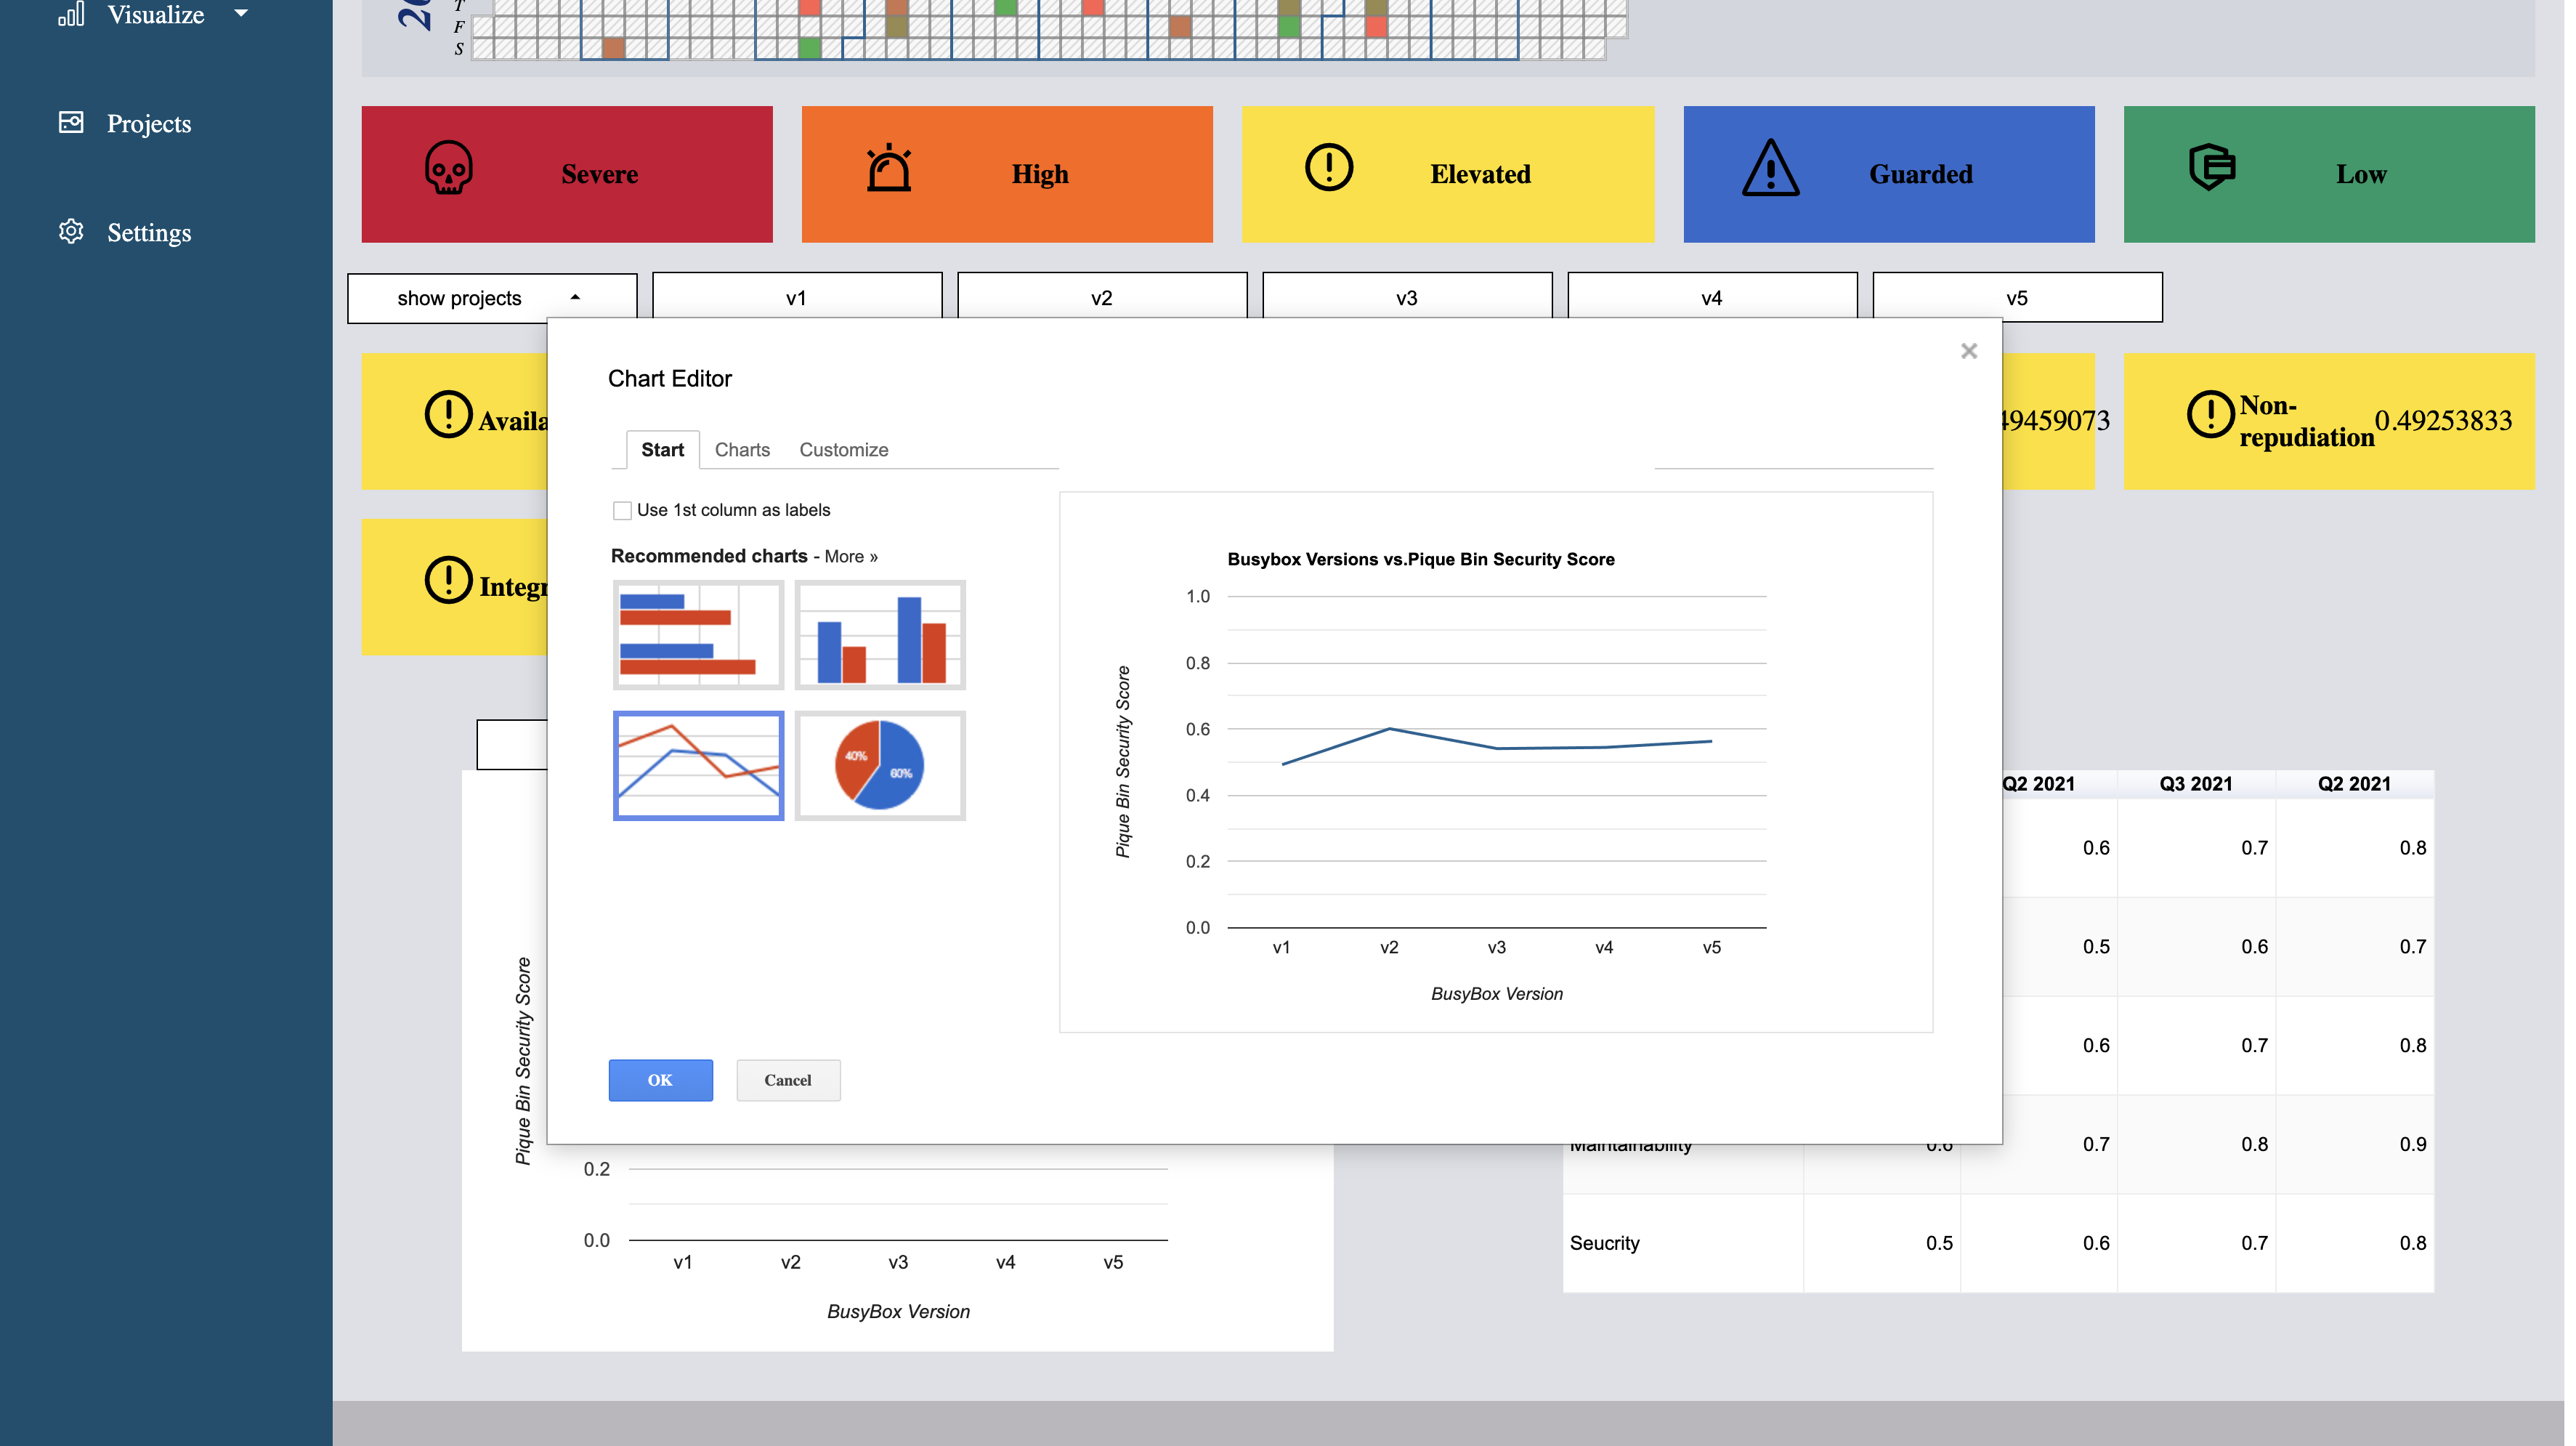 Visualize
Projects
Settings
T
F
S
Severe
High
Elevated
Guarded
Low
show projects
v1
v2
v3
v4
v5
49459073
Non-
repudiation
0.49253833
Chart Editor
×
Start
Charts
Customize
Use 1st column as labels
Recommended charts - More »
40%
60%
Busybox Versions vs.Pique Bin Security Score
Pique Bin Security Score
1.0
0.8
0.6
0.4
0.2
0.0
v1
v2
v3
v4
v5
BusyBox Version
OK
Cancel
Q2 2021
Q3 2021
Q2 2021
0.6
0.7
0.8
0.5
0.6
0.7
0.6
0.7
0.8
Maintainability
0.6
0.7
0.8
0.9
Seucrity
0.5
0.6
0.7
0.8
Pique Bin Security Score
0.2
0.0
v1
v2
v3
v4
v5
BusyBox Version